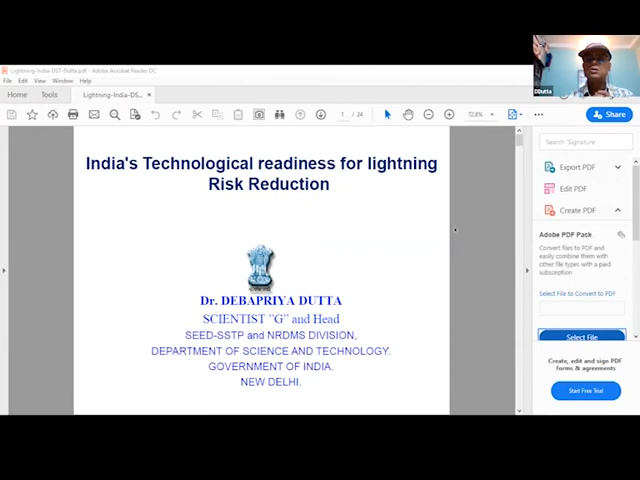 DDutta
Lightning-India-DST-Dutta.pdf - Adobe Acrobat Reader DC
File Edit View Window Help
Home Tools Lightning-India-DS... ×
1 / 24 72.8% Share
India's Technological readiness for lightning
Risk Reduction
Dr. DEBAPRIYA DUTTA
SCIENTIST "G" and Head
SEED-SSTP and NRDMS DIVISION,
DEPARTMENT OF SCIENCE AND TECHNOLOGY.
GOVERNMENT OF INDIA.
NEW DELHI.
Search 'Signature'
Export PDF
Edit PDF
Create PDF
Adobe PDF Pack
Convert files to PDF and
easily combine them with
other file types with a paid
subscription
Select File to Convert to PDF
Select File
Create, edit and sign PDF
forms & agreements
Start Free Trial